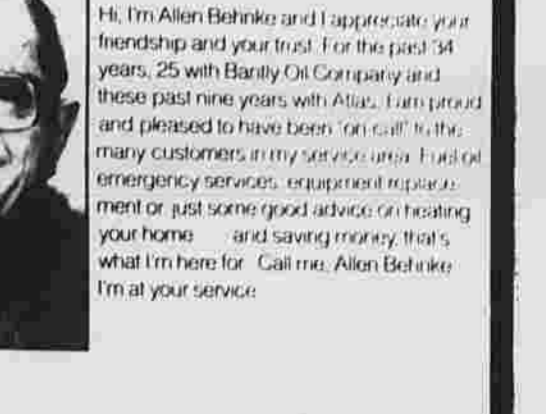 Hi, I'm Allen Behnke and I appreciate your
friendship and your trust. For the past 34
years, 25 with Bantly Oil Company and
these past nine years with Atlas, I am proud
and pleased to have been "on call" to the
many customers in my service area. Fuel oil
emergency services, equipment replace-
ment or just some good advice on heating
your home and saving money, that's
what I'm here for. Call me, Allen Behnke
I'm at your service